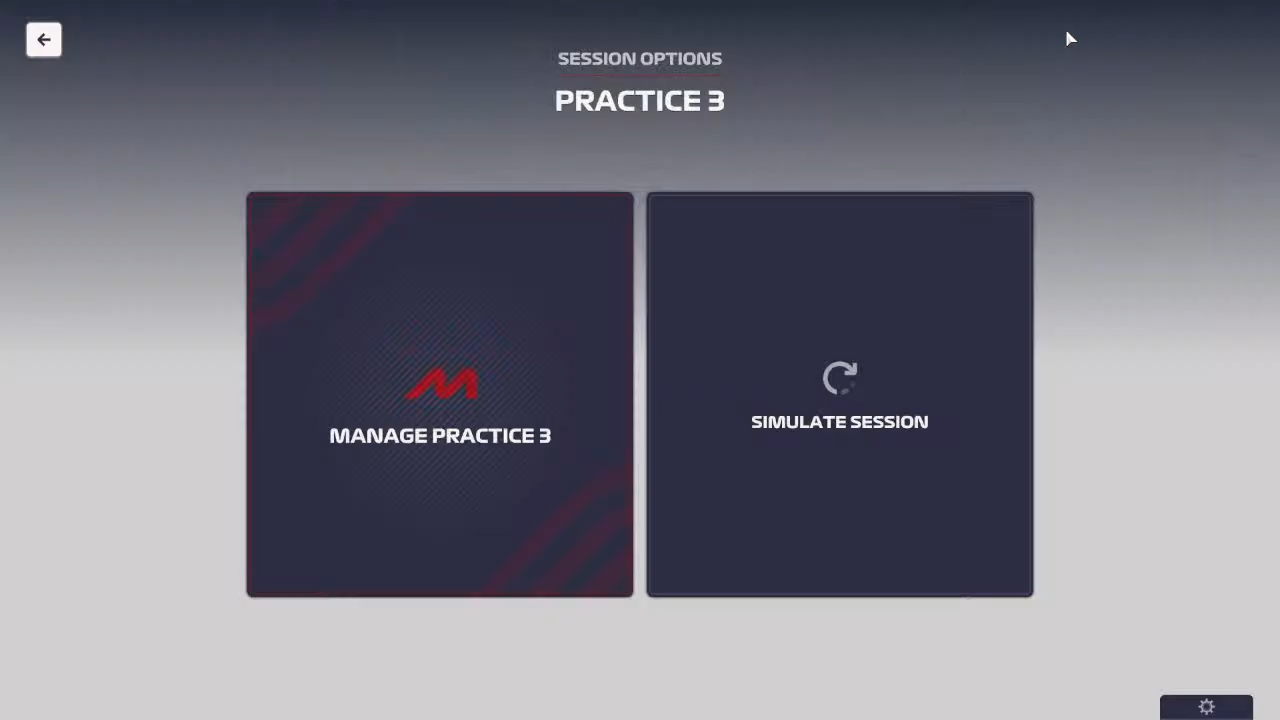 SESSION OPTIONS
PRACTICE 3
MANAGE PRACTICE 3
SIMULATE SESSION